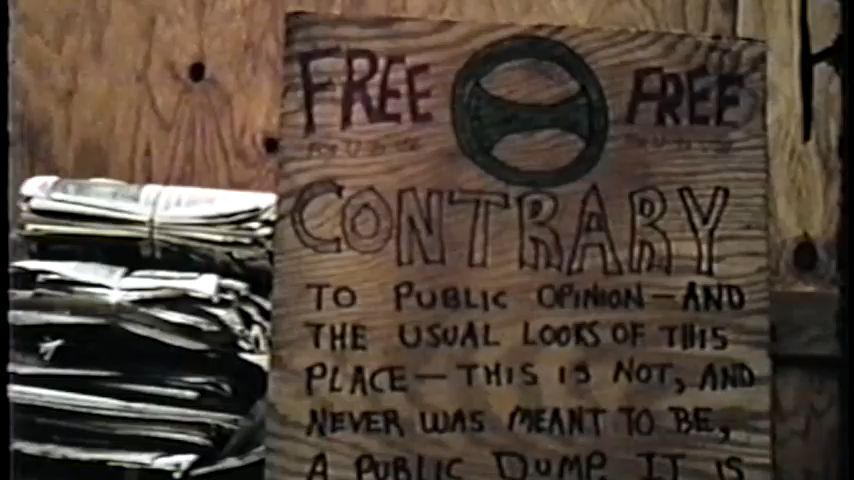 FREE FREE
CONTRARY
TO PUBLIC OPINION — AND
THE USUAL LOOKS OF THIS
PLACE — THIS IS NOT, AND
NEVER WAS MEANT TO BE,
A PUBLIC DUMP. IT IS